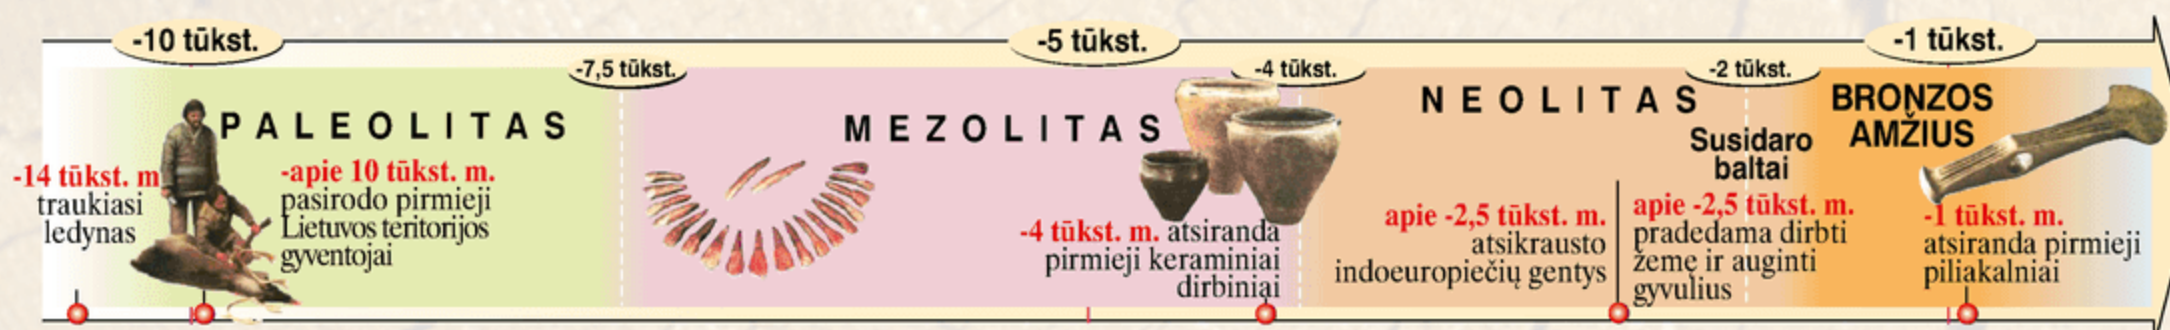 -10 tūkst.
-5 tūkst.
-1 tūkst.
-7,5 tūkst.
-4 tūkst.
-2 tūkst.
PALEOLITAS
MEZOLITAS
NEOLITAS
BRONZOS
AMŽIUS
-14 tūkst. m
traukiasi
ledynas
-apie 10 tūkst. m.
pasirodo pirmieji
Lietuvos teritorijos
gyventojai
-4 tūkst. m. atsiranda
pirmieji keraminiai
dirbiniai
apie -2,5 tūkst. m.
atsikrausto
indoeuropiečių gentys
Susidaro
baltai
apie -2,5 tūkst. m.
pradedama dirbti
žemę ir auginti
gyvulius
-1 tūkst. m.
atsiranda pirmieji
piliakalniai